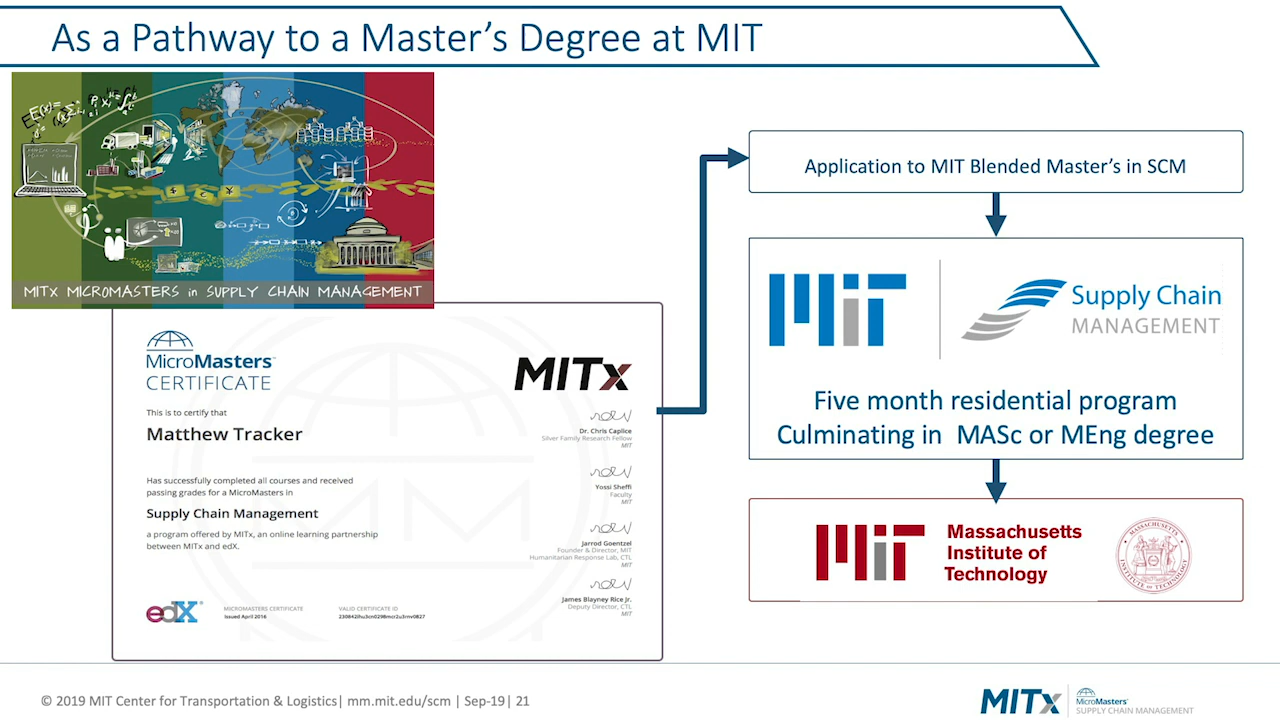 As a Pathway to a Master's Degree at MIT
MITx MICROMASTERS in SUPPLY CHAIN MANAGEMENT
MicroMasters
CERTIFICATE
This is to certify that
Matthew Tracker
Has successfully completed all courses and received
passing grades for a MicroMasters in
Supply Chain Management
a program offered by MITx, an online learning partnership
between MITx and edX.
edX
MICROMASTERS CERTIFICATE
Issued April 2016
VALID CERTIFICATE ID
MITx
Dr. Chris Caplice
Silver Family Research Fellow
MIT
Yossi Sheffi
Faculty
MIT
Jarrod Goentzel
Founder & Director, MIT
Humanitarian Response Lab, CTL
MIT
James Blayney Rice Jr.
Deputy Director, CTL
MIT
Application to MIT Blended Master's in SCM
MiT
Supply Chain
MANAGEMENT
Five month residential program
Culminating in MASc or MEng degree
MiT
Massachusetts
Institute of
Technology
MASSACHUSETTS
INSTITUTE OF TECHNOLOGY
© 2019 MIT Center for Transportation & Logistics| mm.mit.edu/scm | Sep-19| 21
MITx
MicroMasters
SUPPLY CHAIN MANAGEMENT